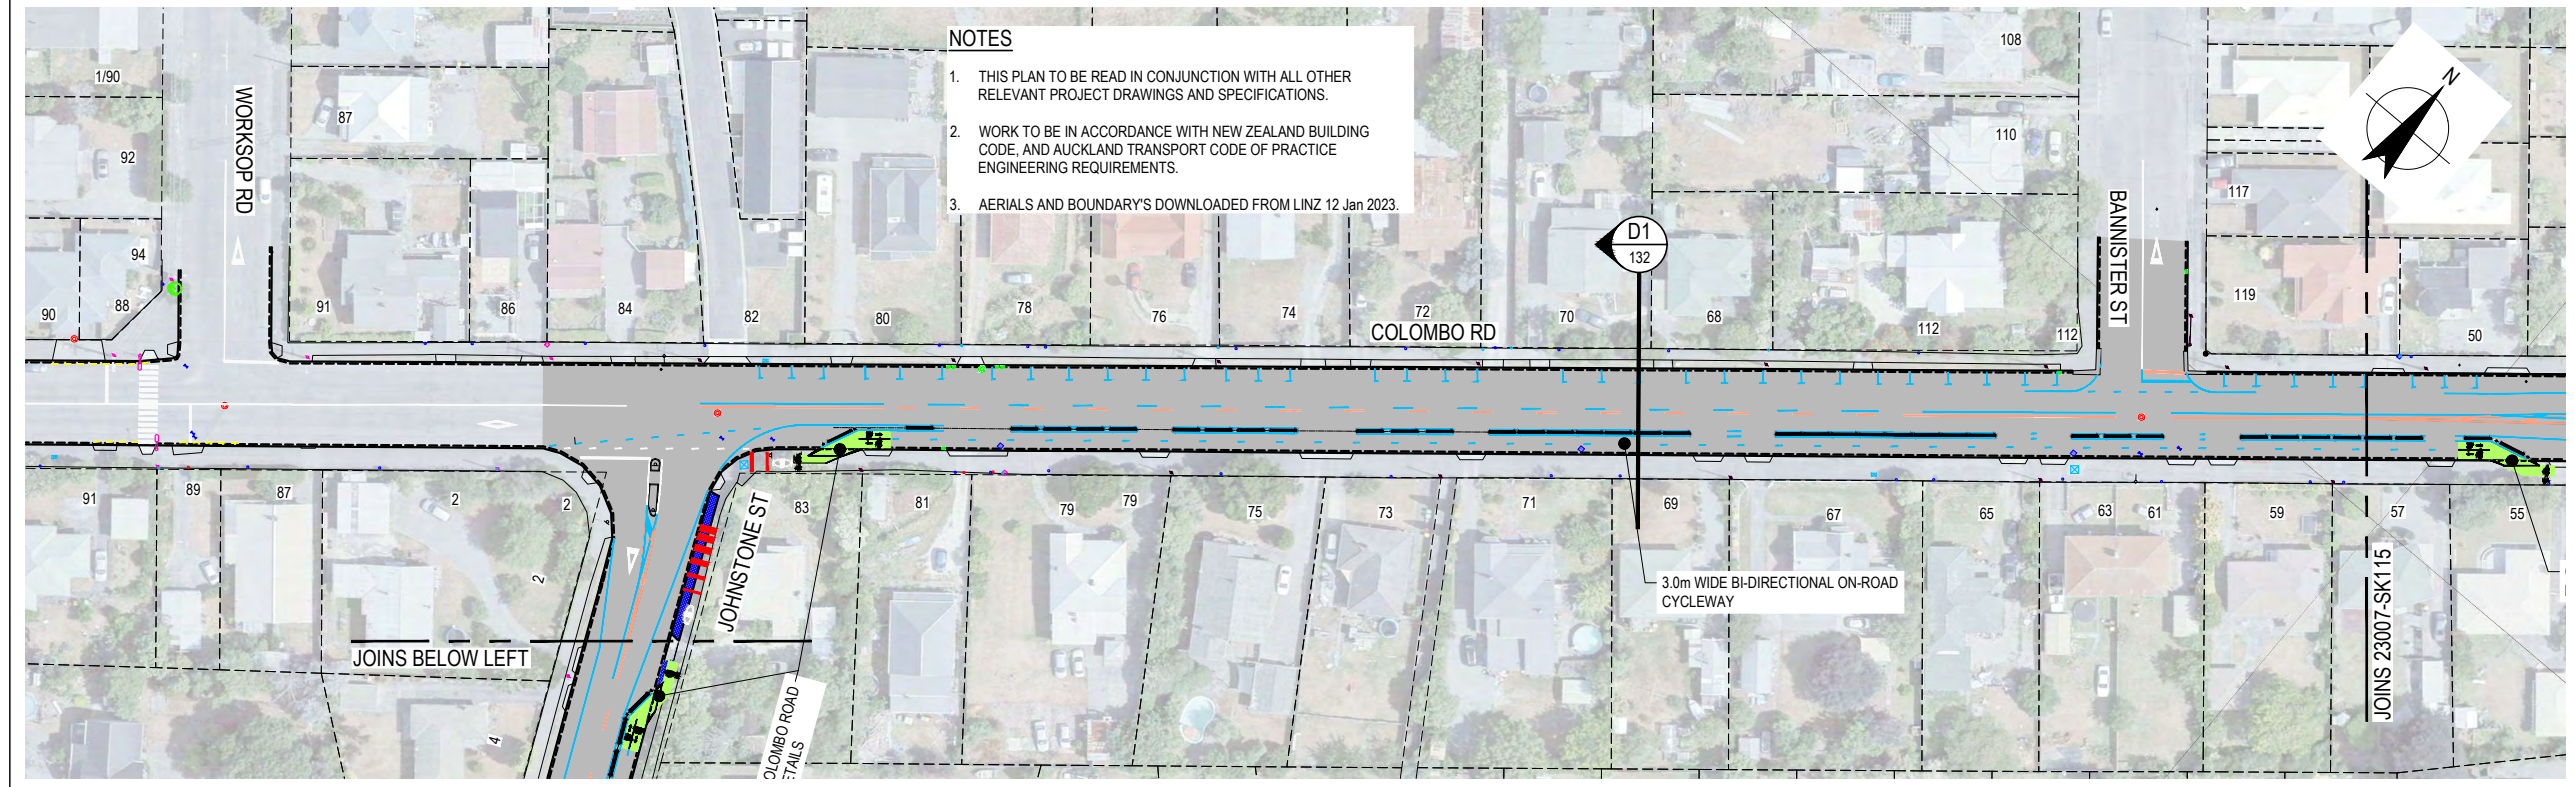 NOTES
1. THIS PLAN TO BE READ IN CONJUNCTION WITH ALL OTHER
RELEVANT PROJECT DRAWINGS AND SPECIFICATIONS.
2. WORK TO BE IN ACCORDANCE WITH NEW ZEALAND BUILDING
CODE, AND AUCKLAND TRANSPORT CODE OF PRACTICE
ENGINEERING REQUIREMENTS.
3. AERIALS AND BOUNDARY'S DOWNLOADED FROM LINZ 12 Jan 2023.
N
1/90
92
94
90
88
WORKSOP RD
87
91
86
84
82
80
78
76
74
72
COLOMBO RD
70
D1
132
68
108
110
112
112
BANNISTER ST
117
119
50
91
89
87
2
2
2
4
JOHNSTONE ST
83
81
79
79
75
73
71
69
67
65
63
61
59
57
55
3.0m WIDE BI-DIRECTIONAL ON-ROAD
CYCLEWAY
JOINS BELOW LEFT
JOINS 23007-SK115
OLOMBO ROAD
ETAILS